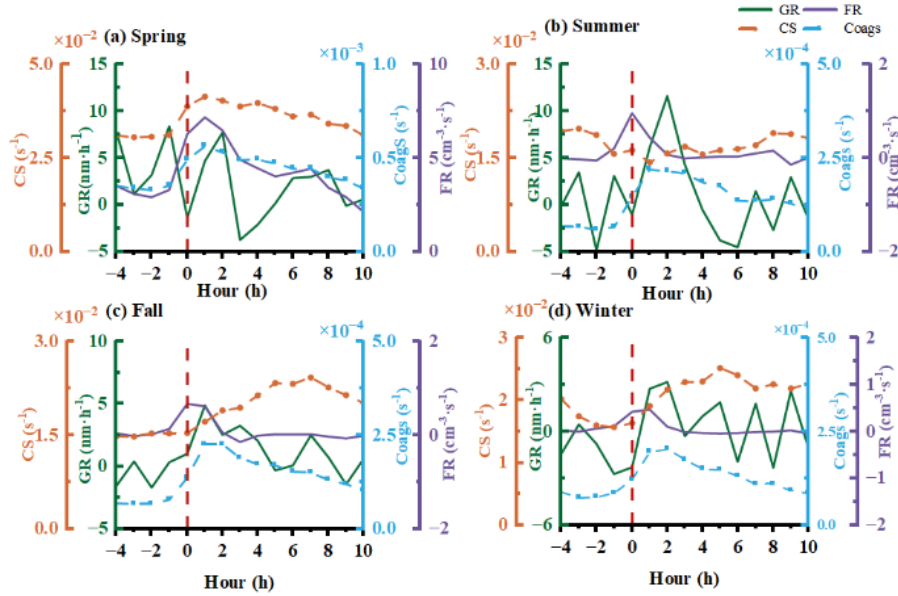 GR FR
CS Coags
×10⁻² (a) Spring ×10⁻³
5.0 15 1.0 10
10
CS (s⁻¹) 2.5 GR (nm·h⁻¹) 5 0.5 CoagS (s⁻¹) 5 FR (cm⁻³·s⁻¹)
0
0.0 −5 0.0 0
−4 −2 0 2 4 6 8 10
Hour (h)
×10⁻² (b) Summer ×10⁻⁴
3.0 15 5.0 2
10
CS (s⁻¹) 1.5 GR (nm·h⁻¹) 5 2.5 Coags (s⁻¹) 0 FR (cm⁻³·s⁻¹)
0
0.0 −5 0.0 −2
−4 −2 0 2 4 6 8 10
Hour (h)
×10⁻² (c) Fall ×10⁻⁴
3.0 10 5.0 2
5 1
CS (s⁻¹) 1.5 GR (nm·h⁻¹) 2.5 Coags (s⁻¹) 0 FR (cm⁻³·s⁻¹)
0
0.0 −5 0.0 −2
−4 −2 0 2 4 6 8 10
Hour (h)
×10⁻² (d) Winter ×10⁻⁴
3 6 5.0 2
2 1
CS (s⁻¹) GR (nm·h⁻¹) 0 2.5 Coags (s⁻¹) 0 FR (cm⁻³·s⁻¹)
1 −1
0 −6 0.0 −2
−4 −2 0 2 4 6 8 10
Hour (h)